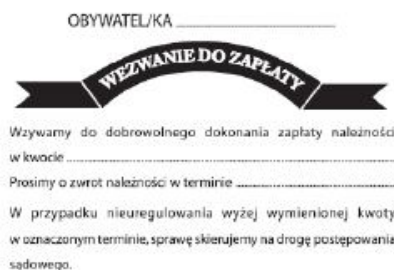 OBYWATEL/KA
WEZWANIE DO ZAPŁATY
Wzywamy do dobrowolnego dokonania zapłaty należności
w kwocie
Prosimy o zwrot należności w terminie
W przypadku nieuregulowania wyżej wymienionej kwoty
w oznaczonym terminie, sprawę skierujemy na drogę postępowania
sądowego.